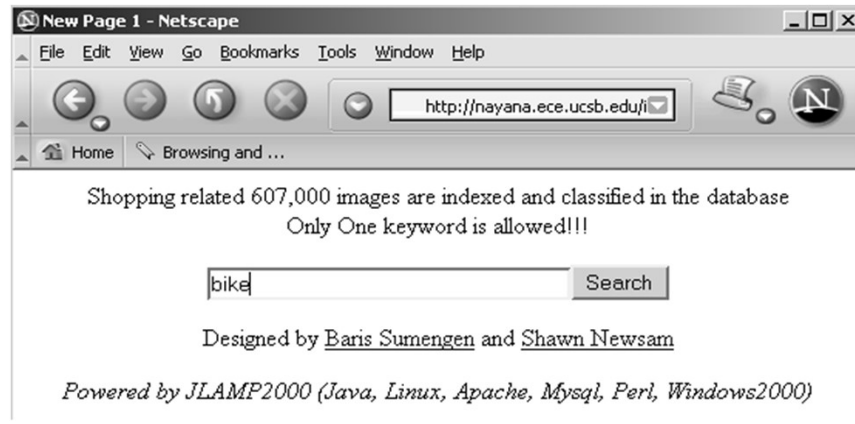 New Page 1 - Netscape
File Edit View Go Bookmarks Tools Window Help
http://nayana.ece.ucsb.edu/i
N
Home Browsing and ...
Shopping related 607,000 images are indexed and classified in the database
Only One keyword is allowed!!!
bike Search
Designed by Baris Sumengen and Shawn Newsam
Powered by JLAMP2000 (Java, Linux, Apache, Mysql, Perl, Windows2000)